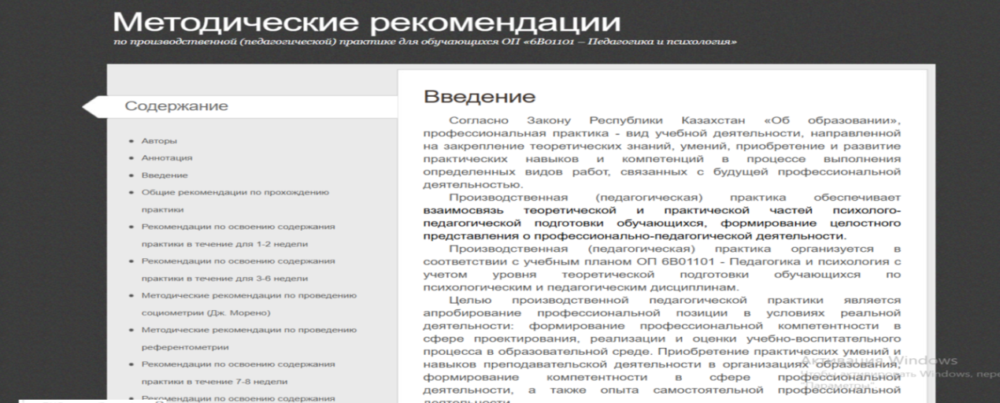 Методические рекомендации
по производственной (педагогической) практике для обучающихся ОП «6В01101 – Педагогика и психология»
Содержание
Авторы
Аннотация
Введение
Общие рекомендации по прохождению
практики
Рекомендации по освоению содержания
практики в течение для 1-2 недели
Рекомендации по освоению содержания
практики в течение для 3-6 недели
Методические рекомендации по проведению
социометрии (Дж. Морено)
Методические рекомендации по проведению
референтометрии
Рекомендации по освоению содержания
практики в течение 7-8 недели
Рекомендации по освоению содержания
Введение
Согласно Закону Республики Казахстан «Об образовании»,
профессиональная практика - вид учебной деятельности, направленной
на закрепление теоретических знаний, умений, приобретение и развитие
практических навыков и компетенций в процессе выполнения
определенных видов работ, связанных с будущей профессиональной
деятельностью.
Производственная (педагогическая) практика обеспечивает
взаимосвязь теоретической и практической частей психолого-
педагогической подготовки обучающихся, формирование целостного
представления о профессионально-педагогической деятельности.
Производственная (педагогическая) практика организуется в
соответствии с учебным планом ОП 6В01101 - Педагогика и психология с
учетом уровня теоретической подготовки обучающихся по
психологическим и педагогическим дисциплинам.
Целью производственной педагогической практики является
апробирование профессиональной позиции в условиях реальной
деятельности: формирование профессиональной компетентности в
сфере проектирования, реализации и оценки учебно-воспитательного
процесса в образовательной среде. Приобретение практических умений и
навыков преподавательской деятельности в организациях образования,
формирование компетентности в сфере профессиональной
деятельности, а также опыта самостоятельной профессиональной
деятельности.
Активация Windows
Чтобы активировать Windows, пере
"Параметры".